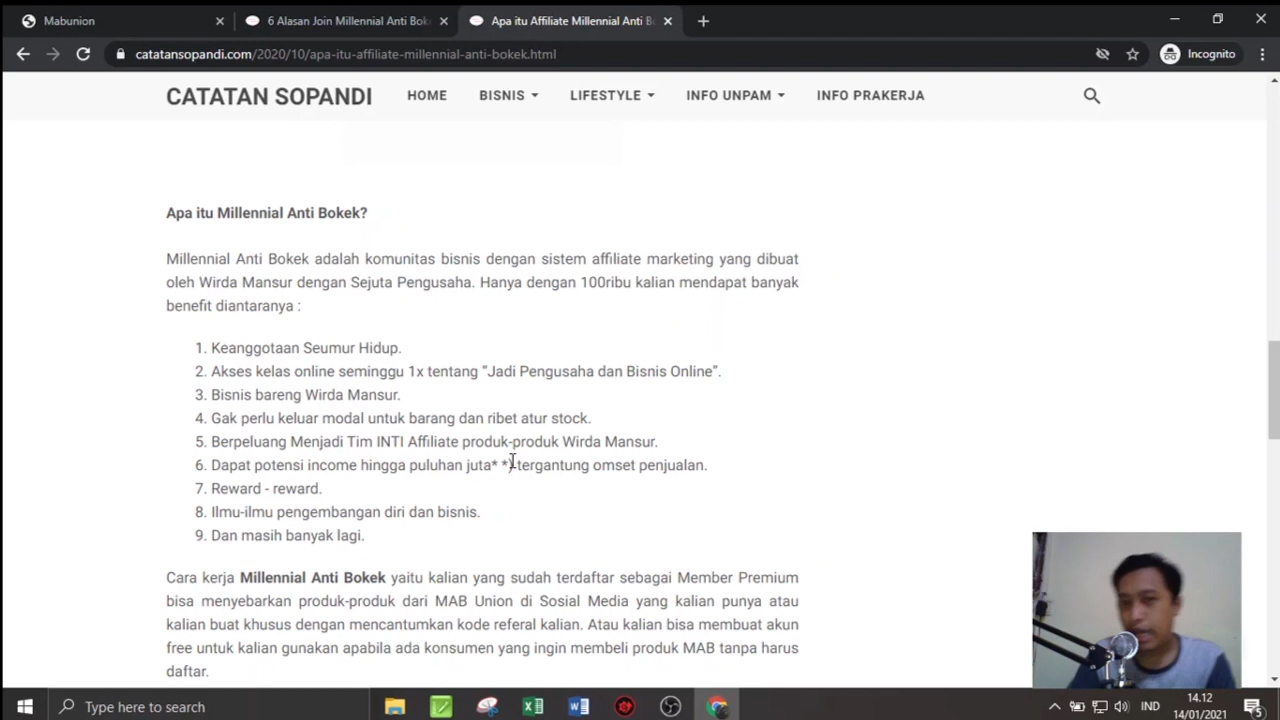 Mabunion
6 Alasan Join Millennial Anti Bok
Apa itu Affiliate Millennial Anti B
catatansopandi.com/2020/10/apa-itu-affiliate-millennial-anti-bokek.html
Incognito
CATATAN SOPANDI
HOME
BISNIS
LIFESTYLE
INFO UNPAM
INFO PRAKERJA
Apa itu Millennial Anti Bokek?
Millennial Anti Bokek adalah komunitas bisnis dengan sistem affiliate marketing yang dibuat
oleh Wirda Mansur dengan Sejuta Pengusaha. Hanya dengan 100ribu kalian mendapat banyak
benefit diantaranya :
1. Keanggotaan Seumur Hidup.
2. Akses kelas online seminggu 1x tentang "Jadi Pengusaha dan Bisnis Online".
3. Bisnis bareng Wirda Mansur.
4. Gak perlu keluar modal untuk barang dan ribet atur stock.
5. Berpeluang Menjadi Tim INTI Affiliate produk-produk Wirda Mansur.
6. Dapat potensi income hingga puluhan juta* *) tergantung omset penjualan.
7. Reward - reward.
8. Ilmu-ilmu pengembangan diri dan bisnis.
9. Dan masih banyak lagi.
Cara kerja Millennial Anti Bokek yaitu kalian yang sudah terdaftar sebagai Member Premium
bisa menyebarkan produk-produk dari MAB Union di Sosial Media yang kalian punya atau
kalian buat khusus dengan mencantumkan kode referal kalian. Atau kalian bisa membuat akun
free untuk kalian gunakan apabila ada konsumen yang ingin membeli produk MAB tanpa harus
daftar.
Type here to search
IND
14.12
14/01/2021
5